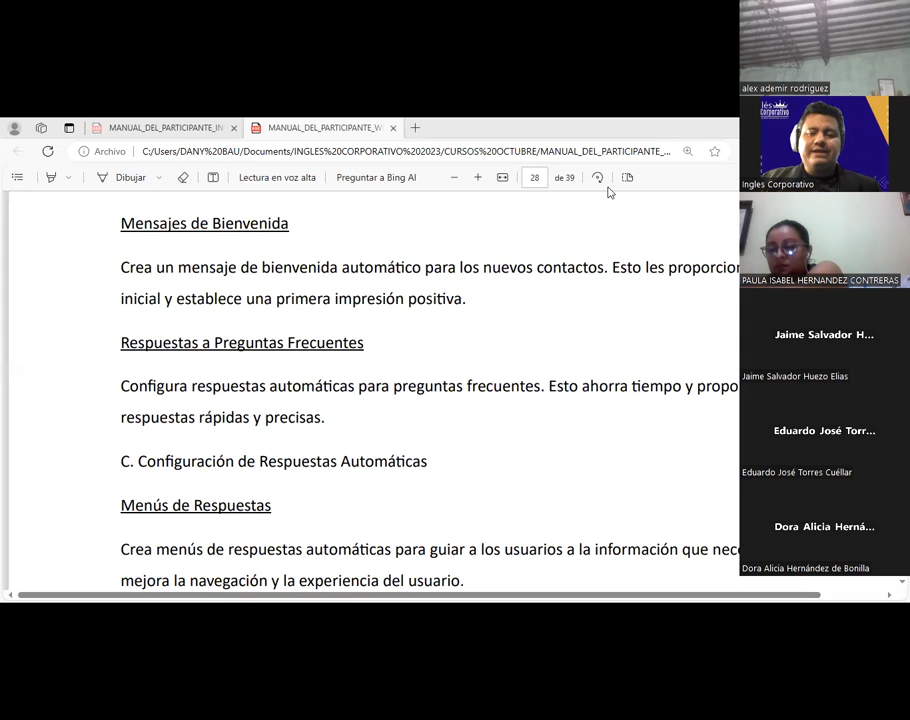 alex ademir rodriguez
Inglés
Corporativo
Ingles Corporativo
PAULA ISABEL HERNANDEZ CONTRERAS
Jaime Salvador H...
Jaime Salvador Huezo Elias
Eduardo José Torr...
Eduardo José Torres Cuéllar
Dora Alicia Herná...
Dora Alicia Hernández de Bonilla
MANUAL_DEL_PARTICIPANTE_IN
MANUAL_DEL_PARTICIPANTE_W
Archivo
C:/Users/DANY%20BAU/Documents/INGLES%20CORPORATIVO%202023/CURSOS%20OCTUBRE/MANUAL_DEL_PARTICIPANTE_...
Dibujar
Lectura en voz alta
Preguntar a Bing AI
28
de 39
Mensajes de Bienvenida
Crea un mensaje de bienvenida automático para los nuevos contactos. Esto les proporcion
inicial y establece una primera impresión positiva.
Respuestas a Preguntas Frecuentes
Configura respuestas automáticas para preguntas frecuentes. Esto ahorra tiempo y propo
respuestas rápidas y precisas.
C. Configuración de Respuestas Automáticas
Menús de Respuestas
Crea menús de respuestas automáticas para guiar a los usuarios a la información que nec
mejora la navegación y la experiencia del usuario.